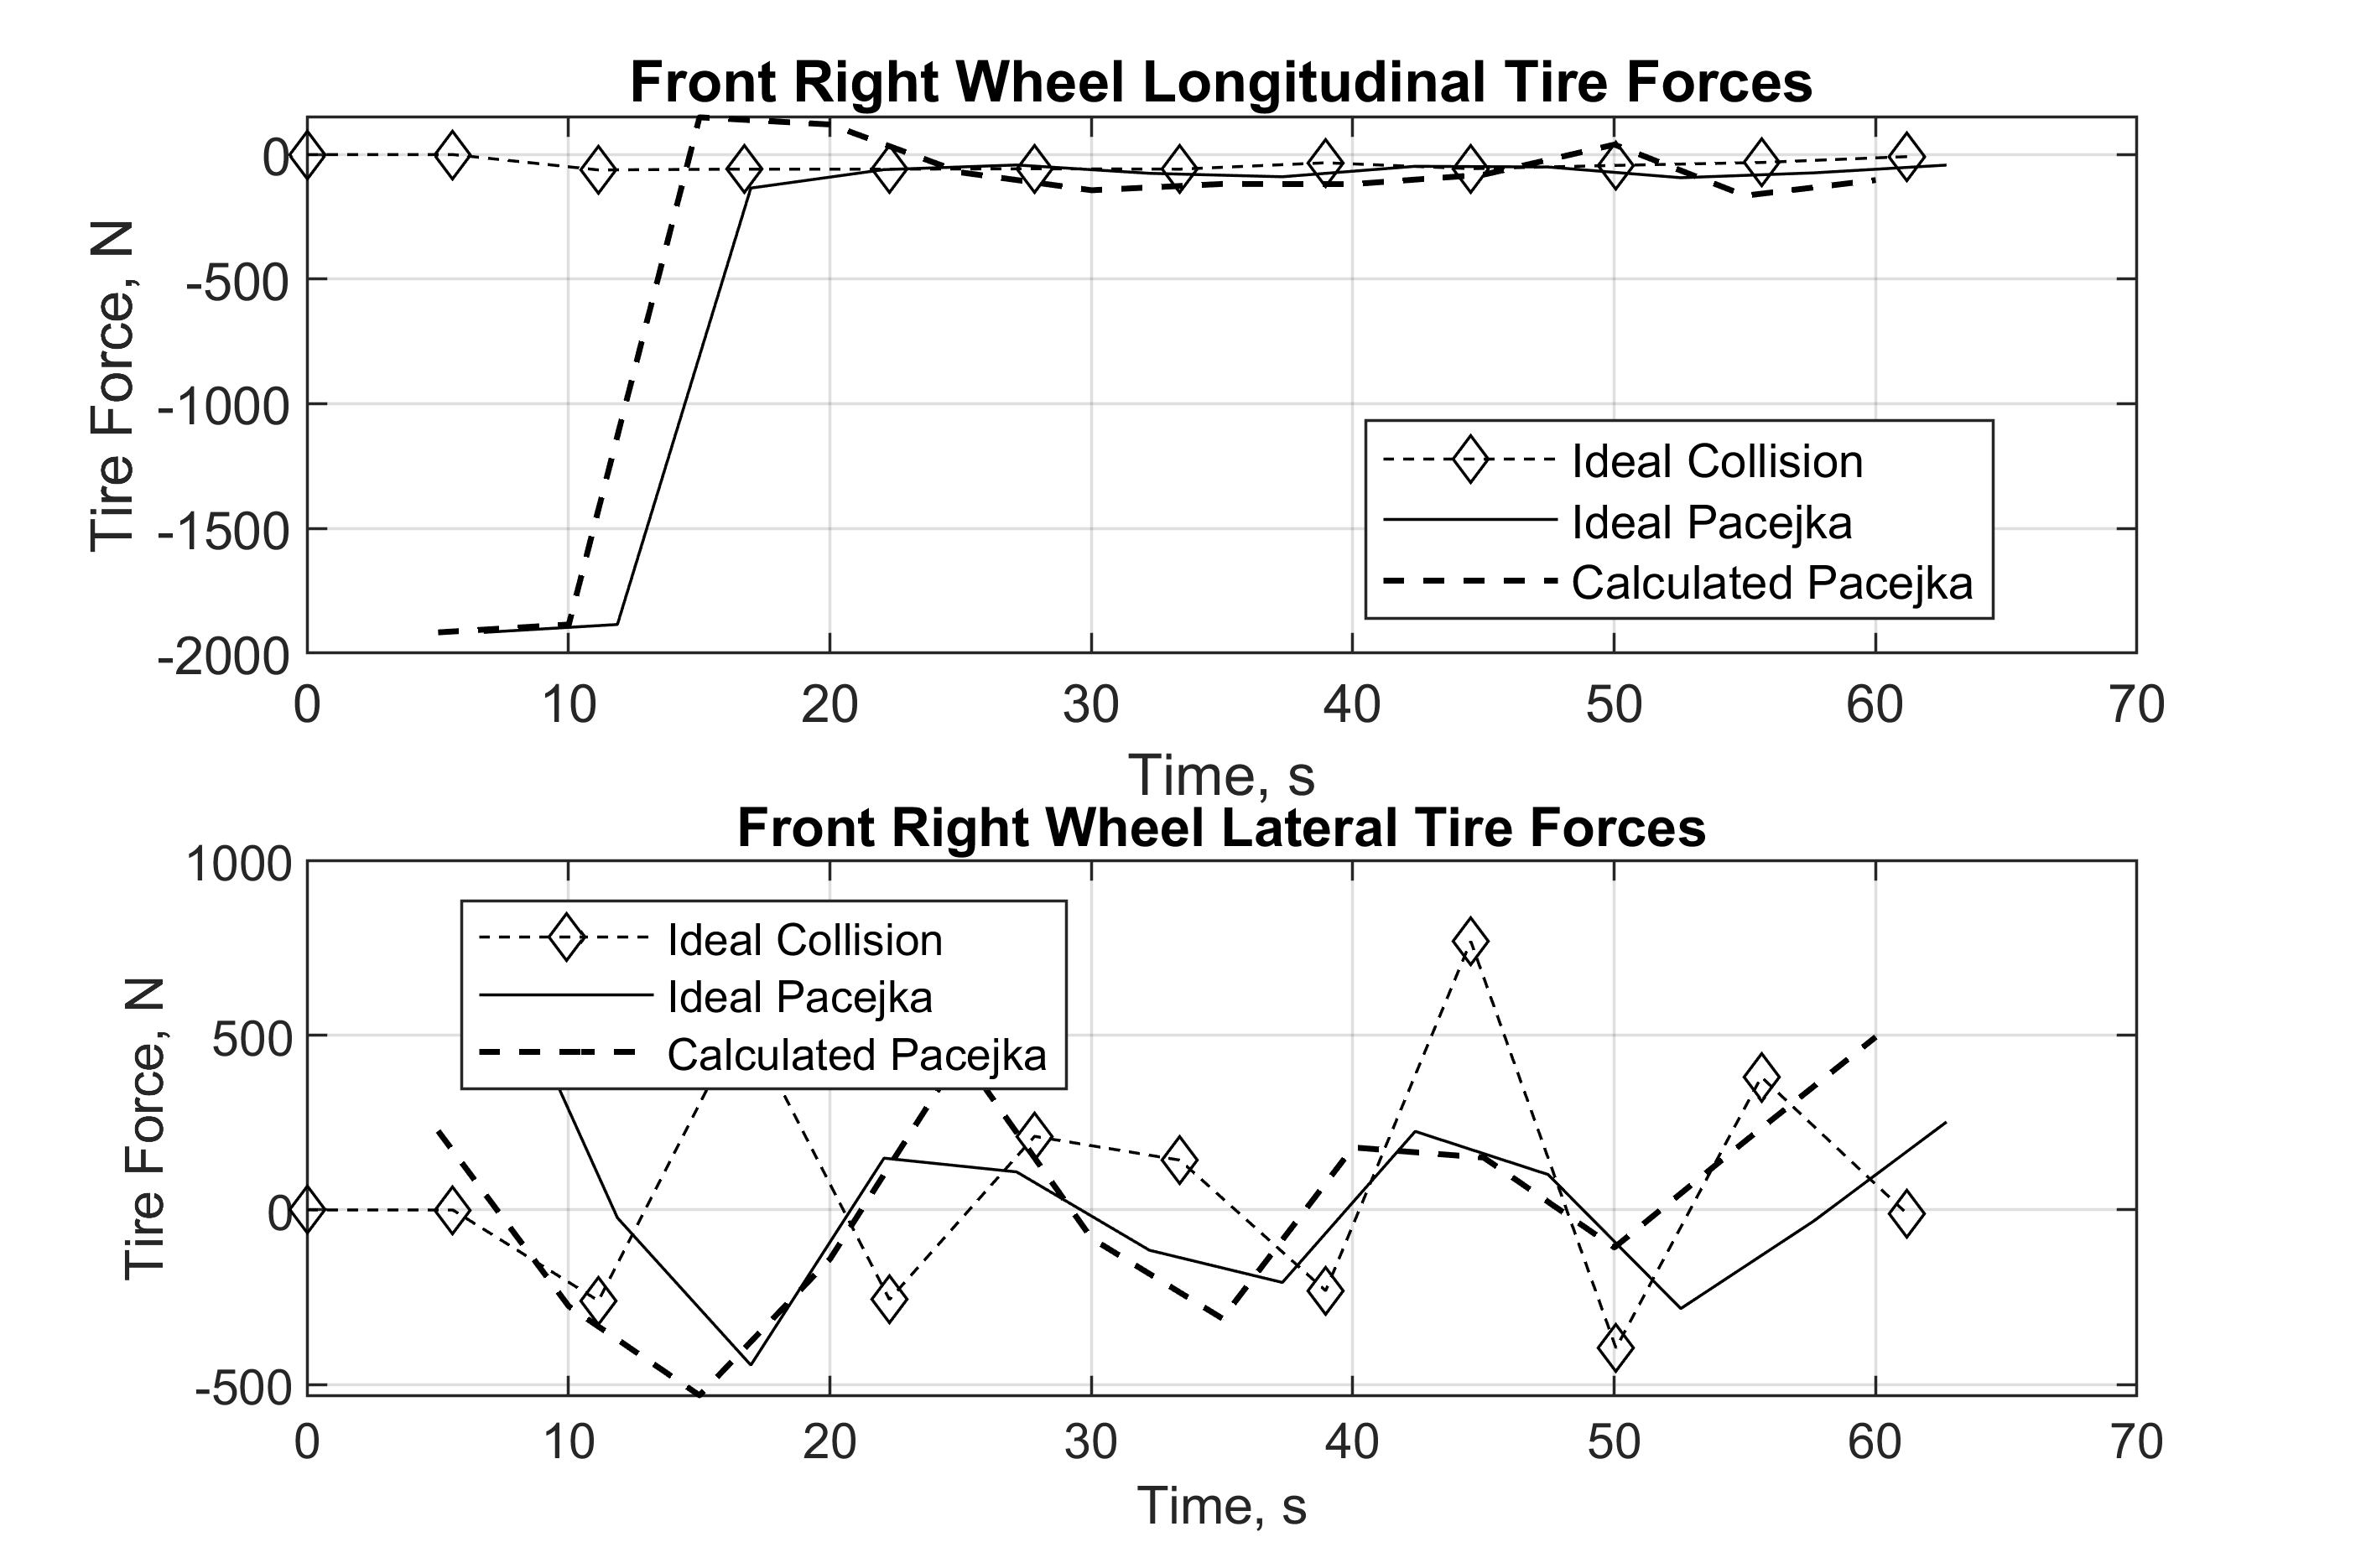 Front Right Wheel Longitudinal Tire Forces
Tire Force, N
0
-500
-1000
-1500
-2000
Ideal Collision
Ideal Pacejka
Calculated Pacejka
0 10 20 30 40 50 60 70
Time, s
Front Right Wheel Lateral Tire Forces
Tire Force, N
1000
500
0
-500
Ideal Collision
Ideal Pacejka
Calculated Pacejka
0 10 20 30 40 50 60 70
Time, s